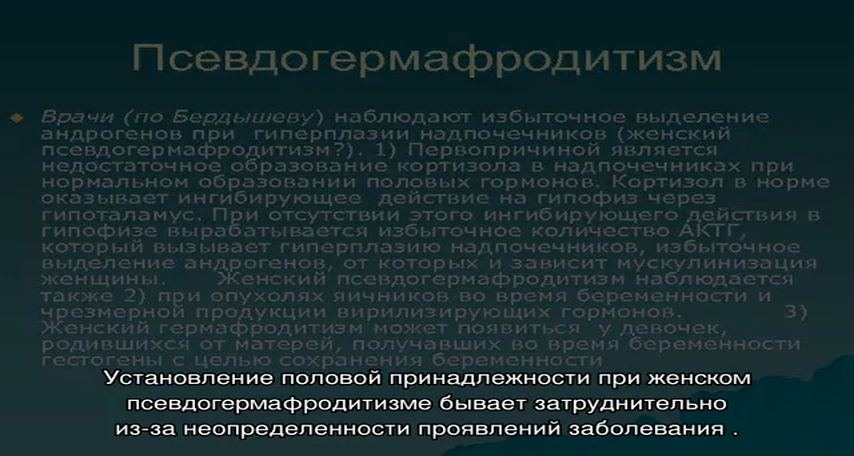 Псевдогермафродитизм
Врачи (по Бердышеву) наблюдают избыточное выделение
андрогенов при гиперплазии надпочечников (женский
псевдогермафродитизм?). 1) Первопричиной является
недостаточное образование кортизола в надпочечниках при
нормальном образовании половых гормонов. Кортизол в норме
оказывает ингибирующее действие на гипофиз через
гипоталамус. При отсутствии этого ингибирующего действия в
гипофизе вырабатывается избыточное количество АКТГ,
который вызывает гиперплазию надпочечников, избыточное
выделение андрогенов, от которых и зависит мускулинизация
женщины. Женский псевдогермафродитизм наблюдается
также 2) при опухолях яичников во время беременности и
чрезмерной продукции вирилизирующих гормонов. 3)
Женский гермафродитизм может появиться у девочек,
родившихся от матерей, получавших во время беременности
гестогены с целью сохранения беременности
Установление половой принадлежности при женском
псевдогермафродитизме бывает затруднительно
из-за неопределенности проявлений заболевания .